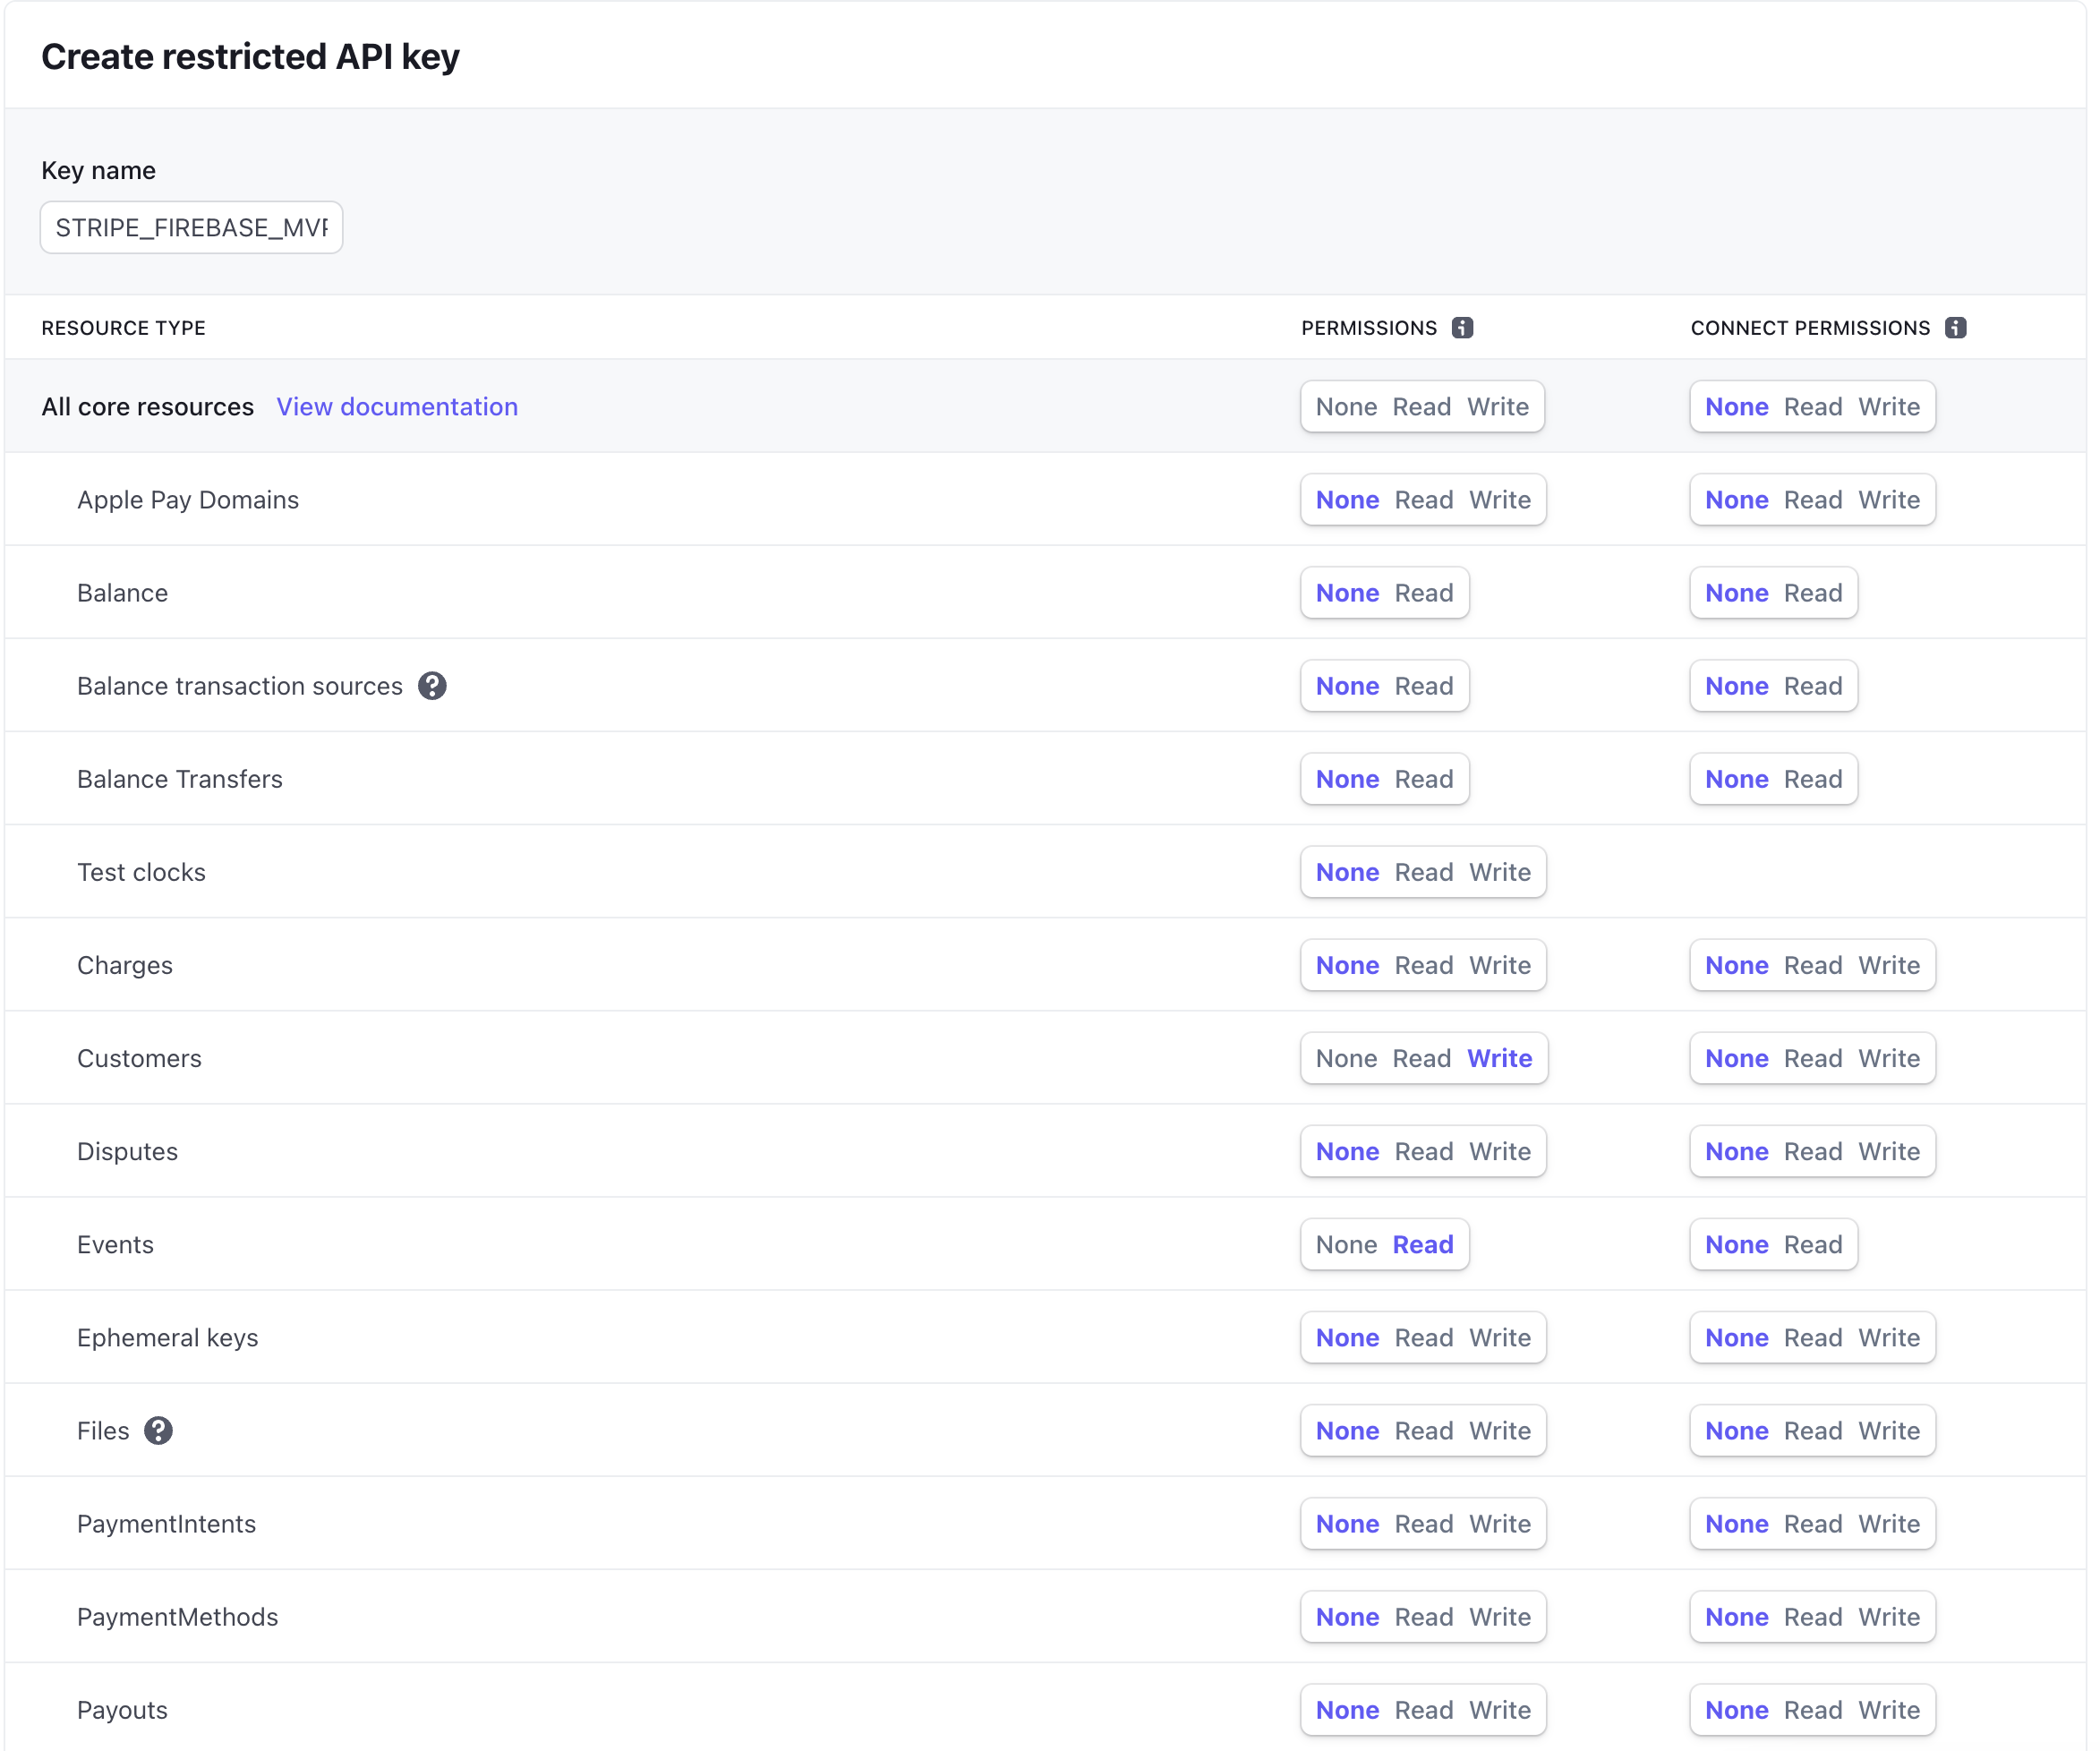 Create restricted API key
Key name
STRIPE_FIREBASE_MVP
RESOURCE TYPE PERMISSIONS CONNECT PERMISSIONS
All core resources View documentation None Read Write None Read Write
Apple Pay Domains None Read Write None Read Write
Balance None Read None Read
Balance transaction sources None Read None Read
Balance Transfers None Read None Read
Test clocks None Read Write
Charges None Read Write None Read Write
Customers None Read Write None Read Write
Disputes None Read Write None Read Write
Events None Read None Read
Ephemeral keys None Read Write None Read Write
Files None Read Write None Read Write
PaymentIntents None Read Write None Read Write
PaymentMethods None Read Write None Read Write
Payouts None Read Write None Read Write